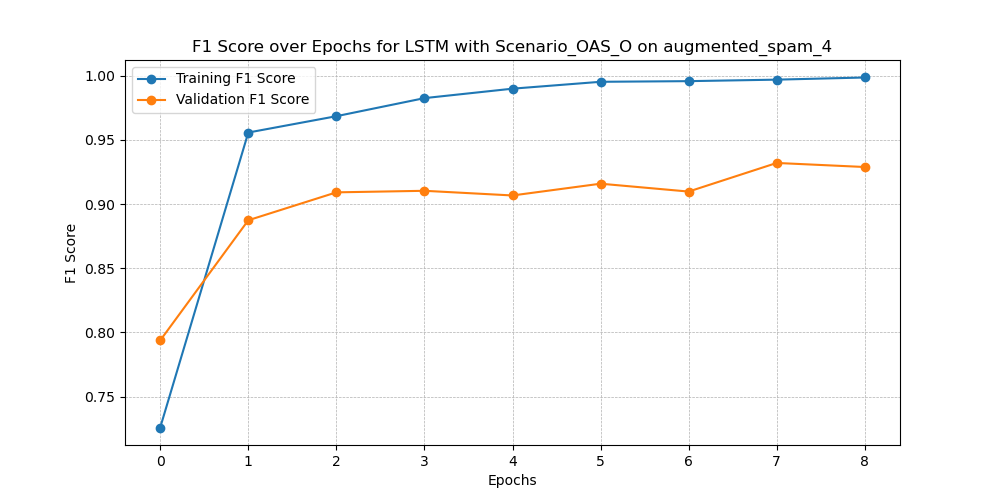 F1 Score over Epochs for LSTM with Scenario_OAS_O on augmented_spam_4
Training F1 Score
Validation F1 Score
F1 Score
1.00
0.95
0.90
0.85
0.80
0.75
0 1 2 3 4 5 6 7 8
Epochs